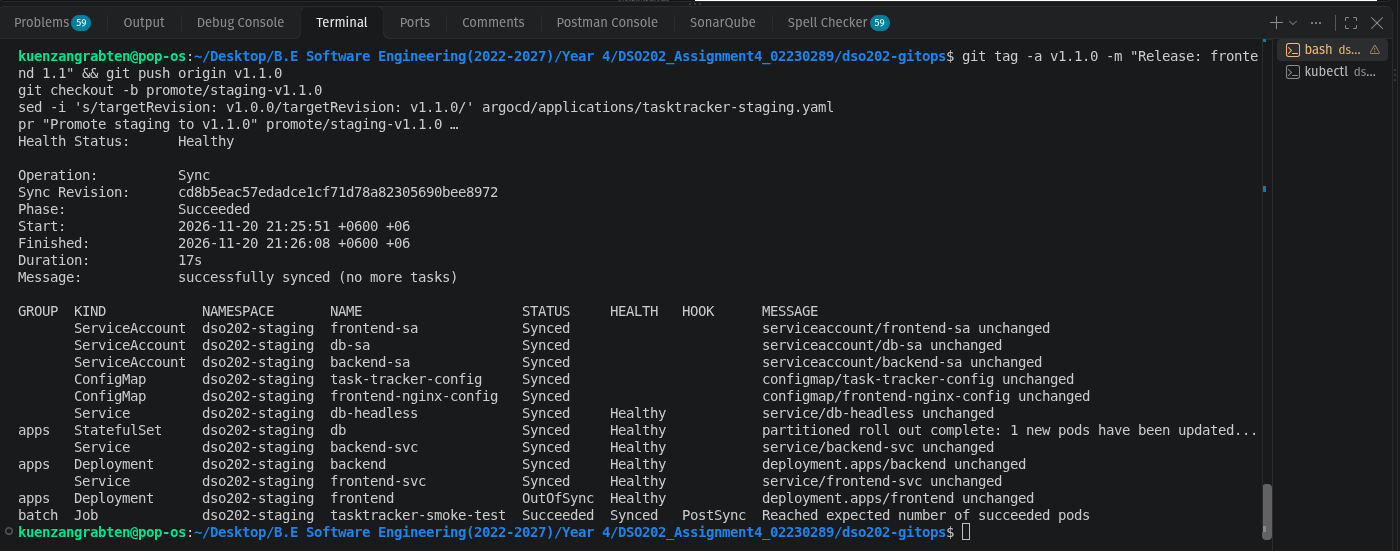 Problems 59 Output Debug Console Terminal Ports Comments Postman Console SonarQube Spell Checker 59
kuenzangrabten@pop-os:~/Desktop/B.E Software Engineering(2022-2027)/Year 4/DSO202_Assignment4_02230289/dso202-gitops$ git tag -a v1.1.0 -m "Release: fronte
nd 1.1" && git push origin v1.1.0
git checkout -b promote/staging-v1.1.0
sed -i 's/targetRevision: v1.0.0/targetRevision: v1.1.0/' argocd/applications/tasktracker-staging.yaml
pr "Promote staging to v1.1.0" promote/staging-v1.1.0 …
Health Status: Healthy
Operation: Sync
Sync Revision: cd8b5eac57edadce1cf71d78a82305690bee8972
Phase: Succeeded
Start: 2026-11-20 21:25:51 +0600 +06
Finished: 2026-11-20 21:26:08 +0600 +06
Duration: 17s
Message: successfully synced (no more tasks)
GROUP KIND NAMESPACE NAME STATUS HEALTH HOOK MESSAGE
ServiceAccount dso202-staging frontend-sa Synced serviceaccount/frontend-sa unchanged
ServiceAccount dso202-staging db-sa Synced serviceaccount/db-sa unchanged
ServiceAccount dso202-staging backend-sa Synced serviceaccount/backend-sa unchanged
ConfigMap dso202-staging task-tracker-config Synced configmap/task-tracker-config unchanged
ConfigMap dso202-staging frontend-nginx-config Synced configmap/frontend-nginx-config unchanged
Service dso202-staging db-headless Synced Healthy service/db-headless unchanged
apps StatefulSet dso202-staging db Synced Healthy partitioned roll out complete: 1 new pods have been updated...
Service dso202-staging backend-svc Synced Healthy service/backend-svc unchanged
apps Deployment dso202-staging backend Synced Healthy deployment.apps/backend unchanged
Service dso202-staging frontend-svc Synced Healthy service/frontend-svc unchanged
apps Deployment dso202-staging frontend OutOfSync Healthy deployment.apps/frontend unchanged
batch Job dso202-staging tasktracker-smoke-test Succeeded Synced PostSync Reached expected number of succeeded pods
kuenzangrabten@pop-os:~/Desktop/B.E Software Engineering(2022-2027)/Year 4/DSO202_Assignment4_02230289/dso202-gitops$
bash ds...
kubectl ds...